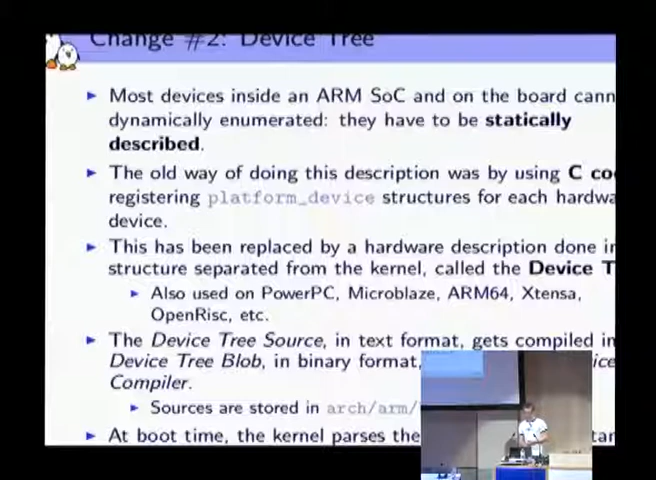 Change #2: Device Tree
Most devices inside an ARM SoC and on the board
dynamically enumerated: they have to be statically
described.
The old way of doing this description was by using C
registering platform_device structures for each
device.
This has been replaced by a hardware description done
structure separated from the kernel, called the Device
Also used on PowerPC, Microblaze, ARM64, Xtensa,
OpenRisc, etc.
The Device Tree Source, in text format, gets compiled
Device Tree Blob, in binary format,
Compiler.
Sources are stored in arch/arm/
At boot time, the kernel parses the